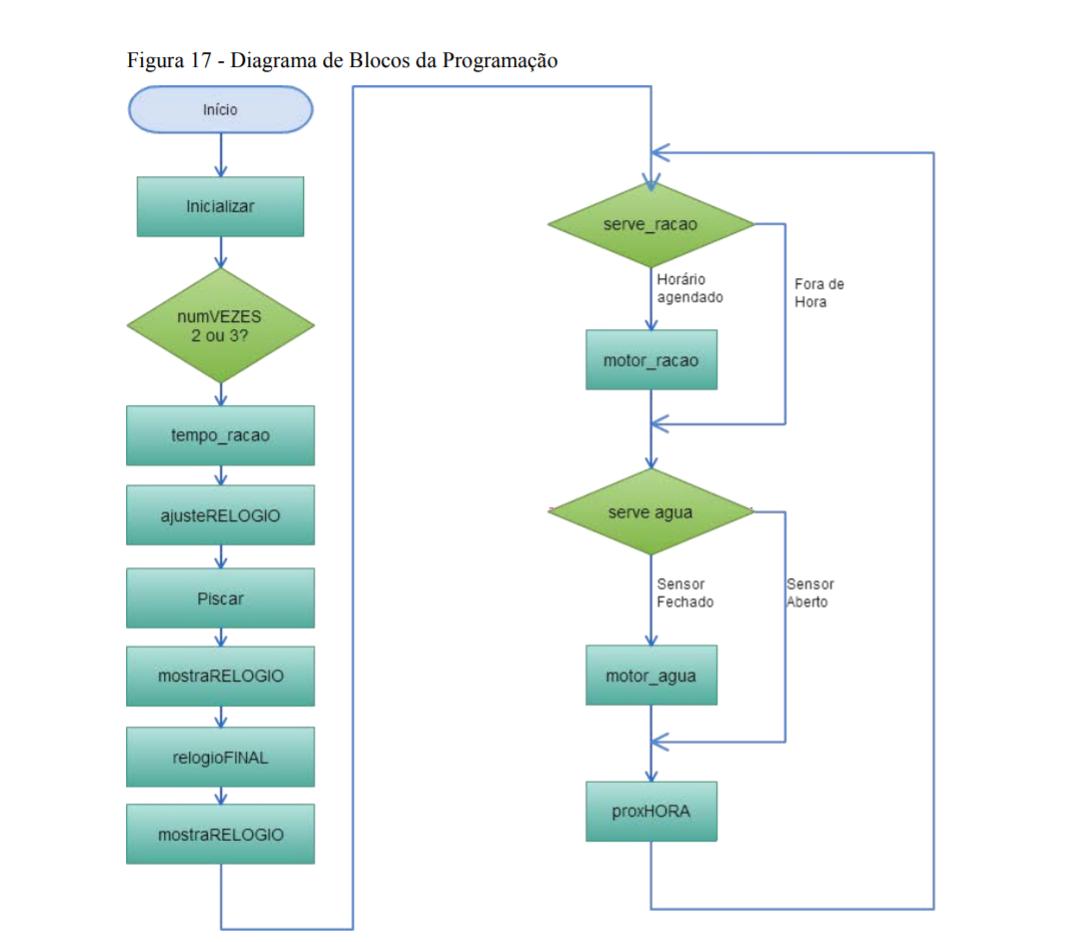 Figura 17 - Diagrama de Blocos da Programação
Início
Inicializar
numVEZES
2 ou 3?
tempo_racao
ajusteRELOGIO
Piscar
mostraRELOGIO
relogioFINAL
mostraRELOGIO
serve_racao
Horário
agendado
Fora de
Hora
motor_racao
serve agua
Sensor
Fechado
Sensor
Aberto
motor_agua
proxHORA